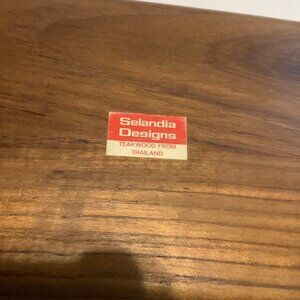 Selandia
Designs
TEAKWOOD FROM
THAILAND